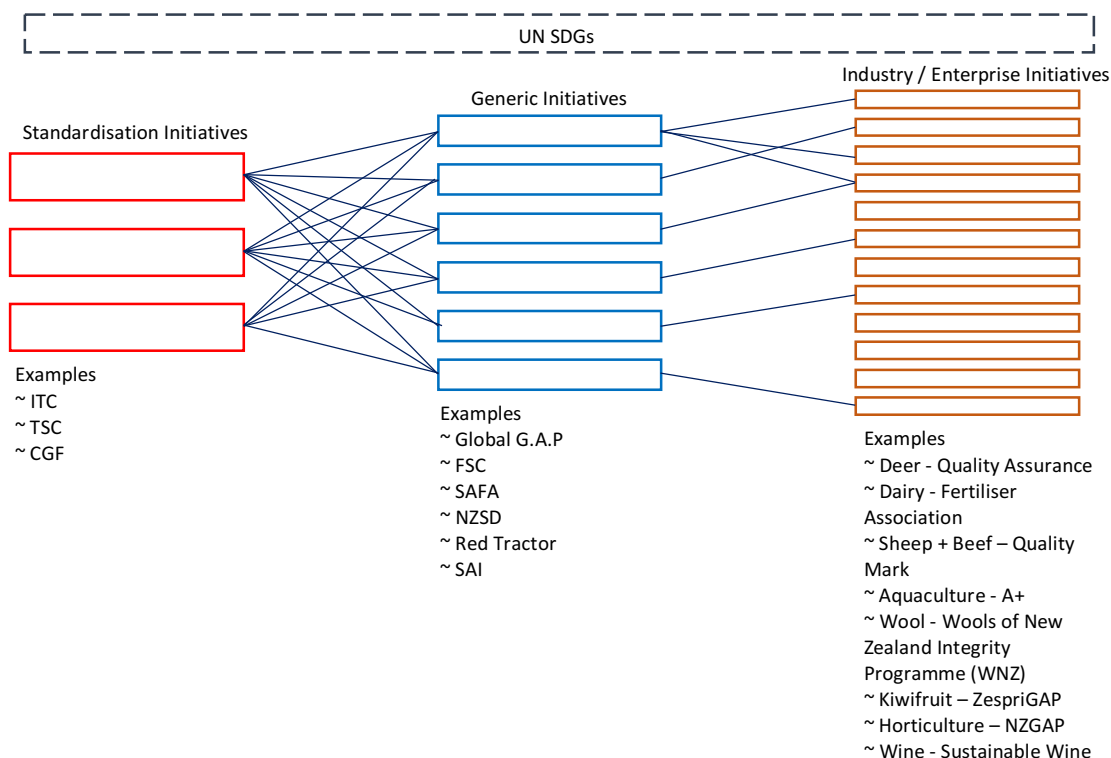 UN SDGs
Standardisation Initiatives
Examples
~ ITC
~ TSC
~ CGF
Generic Initiatives
Examples
~ Global G.A.P
~ FSC
~ SAFA
~ NZSD
~ Red Tractor
~ SAI
Industry / Enterprise Initiatives
Examples
~ Deer - Quality Assurance
~ Dairy - Fertiliser
Association
~ Sheep + Beef – Quality
Mark
~ Aquaculture - A+
~ Wool - Wools of New
Zealand Integrity
Programme (WNZ)
~ Kiwifruit – ZespriGAP
~ Horticulture – NZGAP
~ Wine - Sustainable Wine